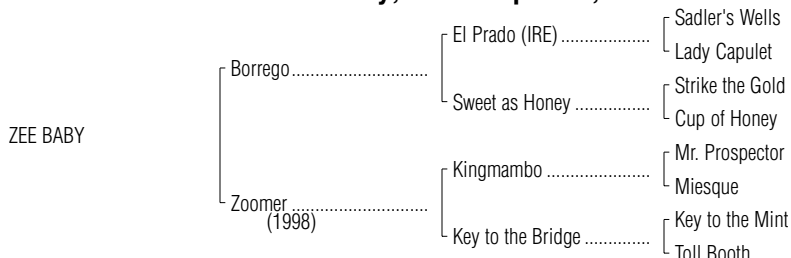 Sadler's Wells
El Prado (IRE)...................
Lady Capulet
Borrego.............................
Strike the Gold
Sweet as Honey ................
Cup of Honey
ZEE BABY
Mr. Prospector
Kingmambo ......................
Miesque
Zoomer .............................
(1998)
Key to the Mint
Key to the Bridge ..............
Toll Booth